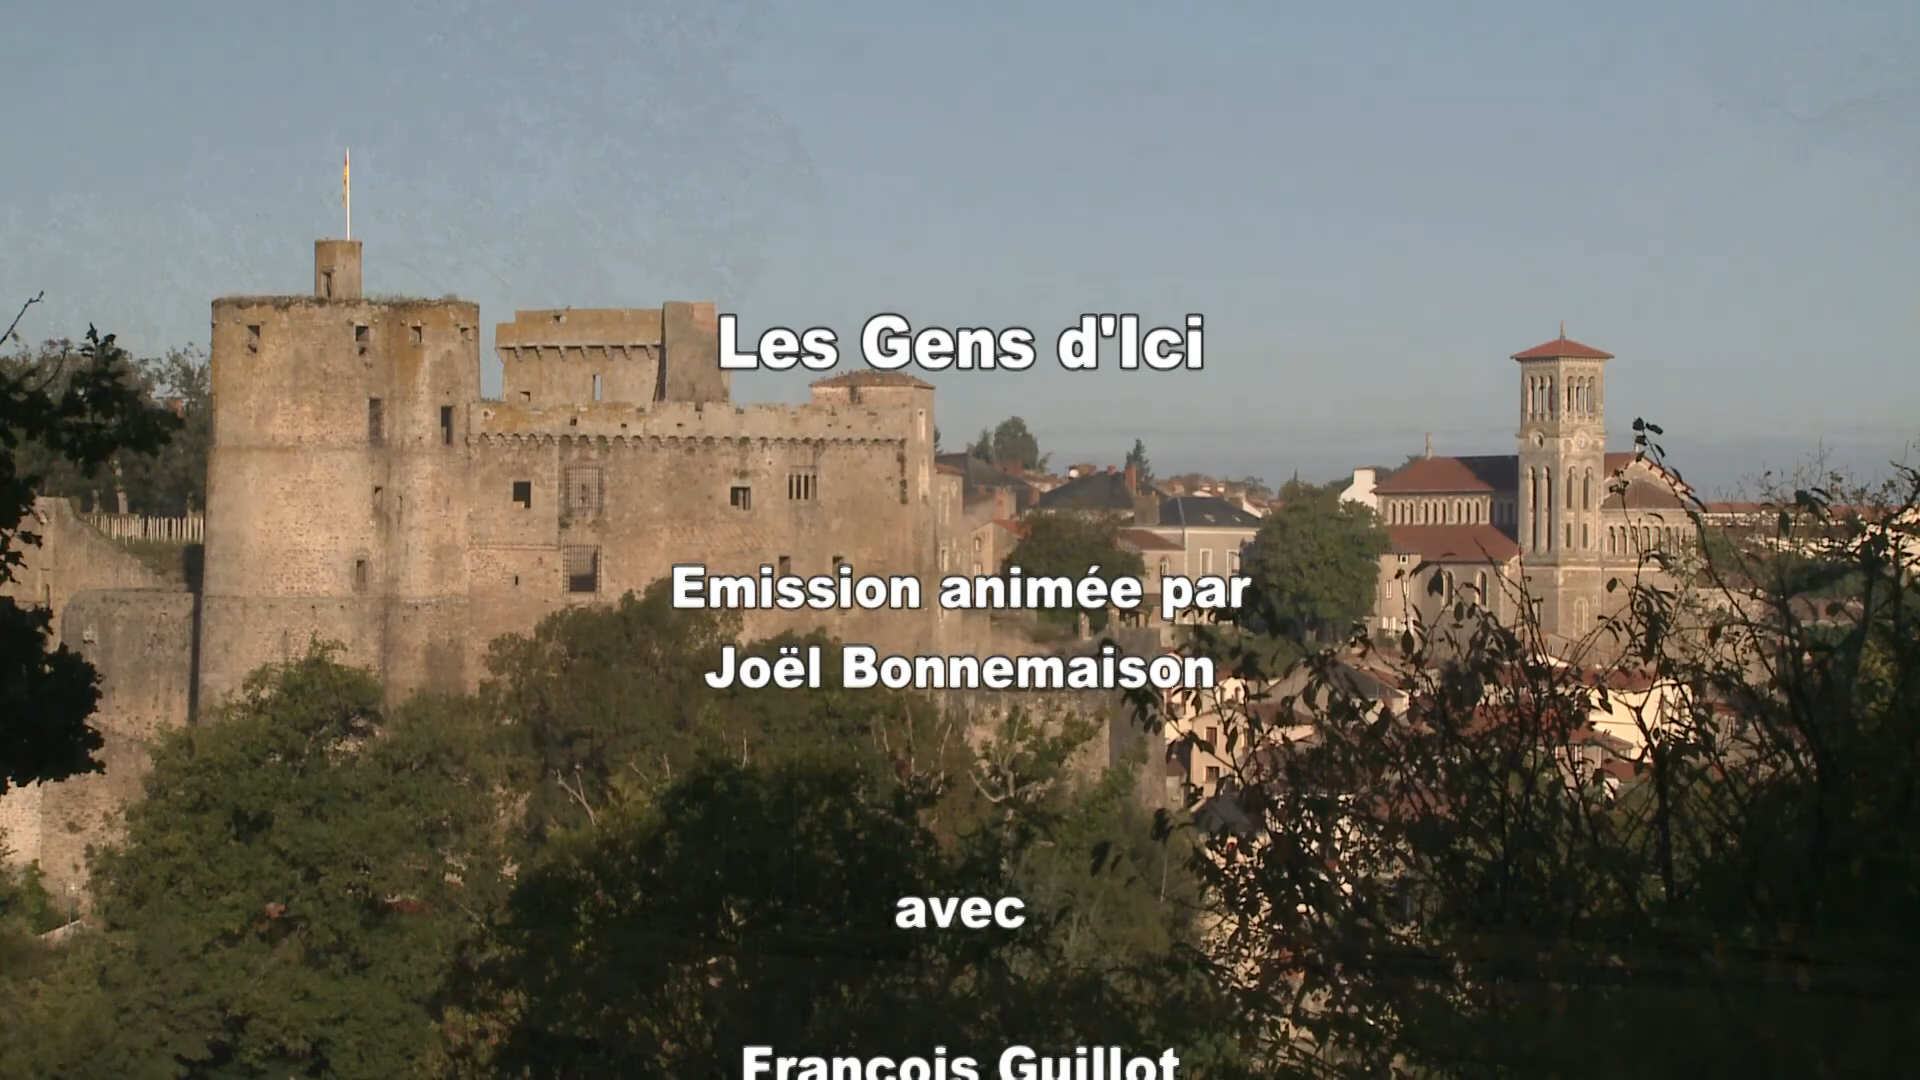 Les Gens d'Ici
Emission animée par
Joël Bonnemaison
avec
François Guillot